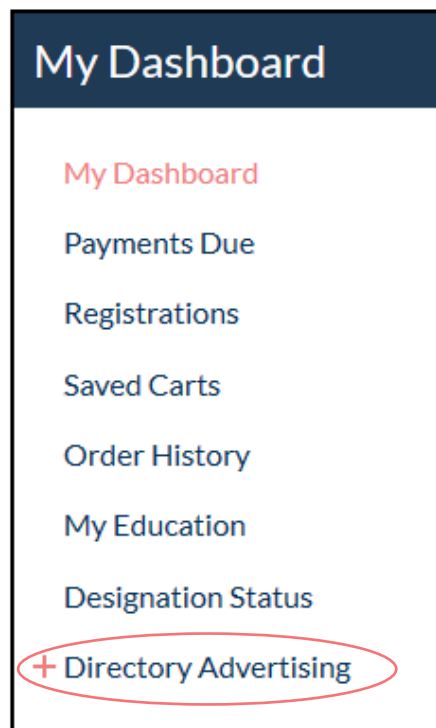 My Dashboard
My Dashboard
Payments Due
Registrations
Saved Carts
Order History
My Education
Designation Status
+ Directory Advertising